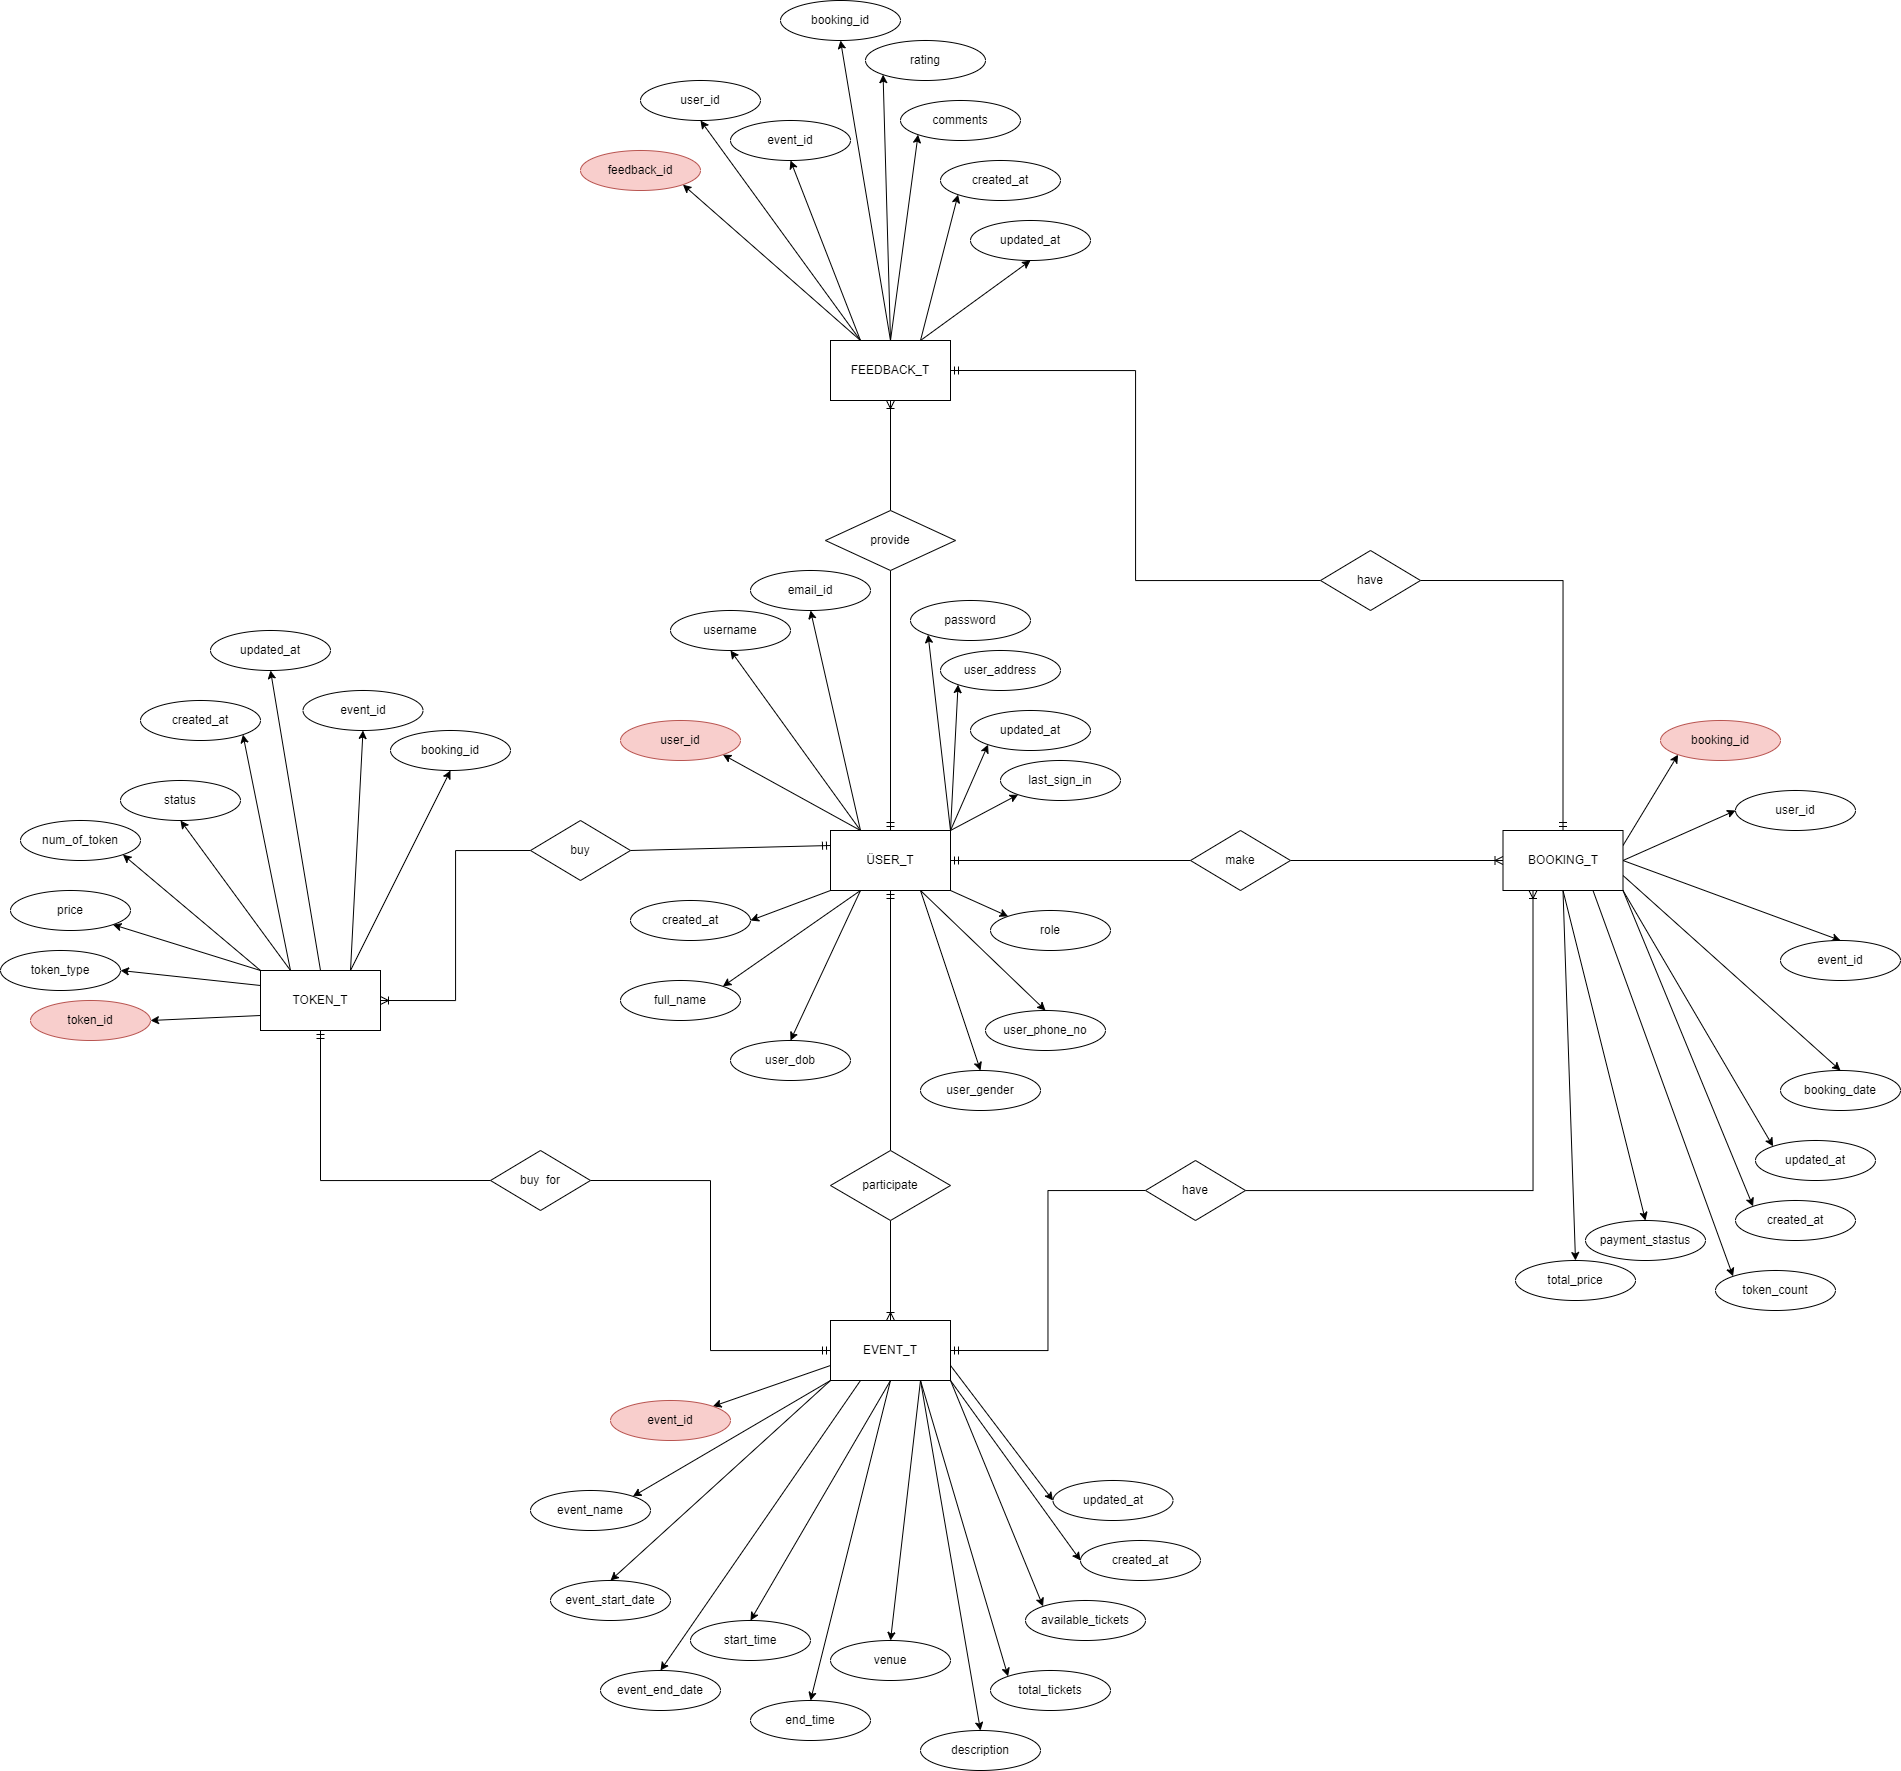 booking_id
rating
user_id
comments
event_id
feedback_id
created_at
updated_at
FEEDBACK_T
provide
have
email_id
password
username
user_address
updated_at
event_id
created_at
updated_at
user_id
booking_id
booking_id
last_sign_in
status
user_id
num_of_token
buy
ÜSER_T
make
BOOKING_T
price
created_at
role
token_type
event_id
TOKEN_T
full_name
token_id
user_phone_no
user_dob
user_gender
booking_date
updated_at
buy  for
participate
have
created_at
payment_stastus
total_price
token_count
EVENT_T
event_id
event_name
updated_at
created_at
event_start_date
available_tickets
start_time
venue
event_end_date
total_tickets
end_time
description